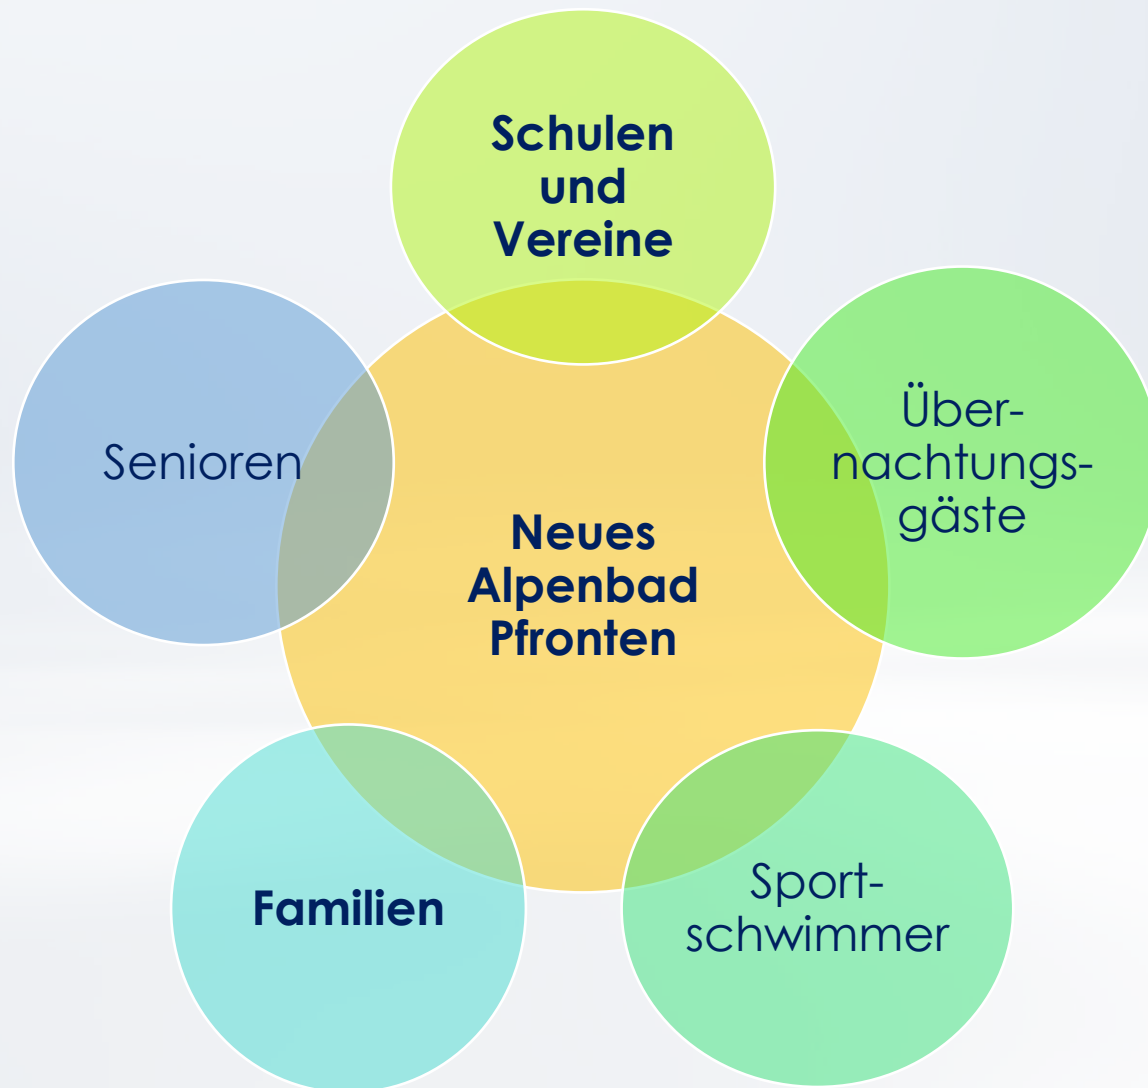 Schulen
und
Vereine
Über-
nachtungs-
gäste
Senioren
Neues
Alpenbad
Pfronten
Sport-
schwimmer
Familien